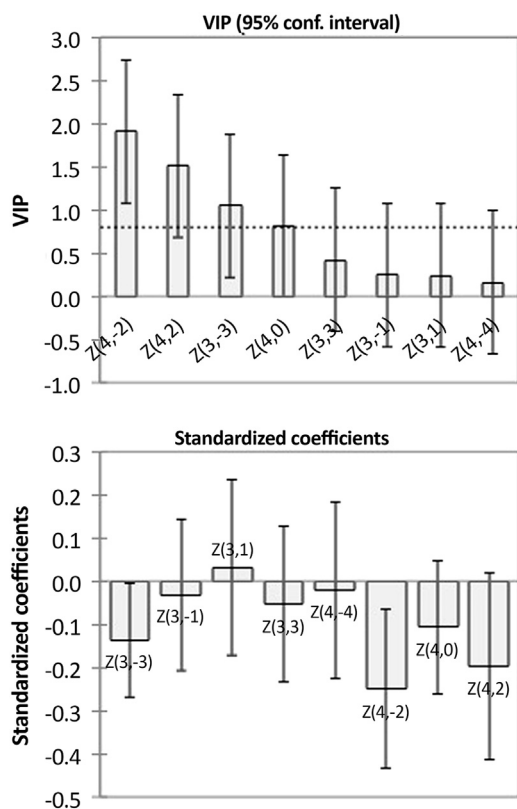 VIP (95% conf. interval)
3.0
2.5
2.0
1.5
1.0
0.5
0.0
-0.5
-1.0
VIP
Z(4,-2)
Z(4,2)
Z(3,-3)
Z(4,0)
Z(3,3)
Z(3,-1)
Z(3,1)
Z(4,-4)
Standardized coefficients
0.3
0.2
0.1
0.0
-0.1
-0.2
-0.3
-0.4
-0.5
Standardized coefficients
Z(3,-3)
Z(3,-1)
Z(3,1)
Z(3,3)
Z(4,-4)
Z(4,-2)
Z(4,0)
Z(4,2)